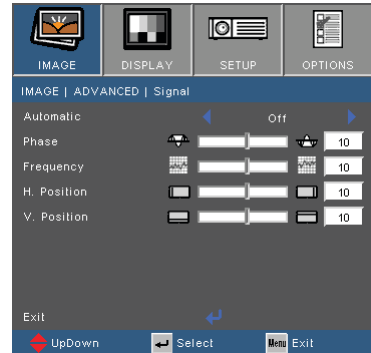 IMAGE DISPLAY SETUP OPTIONS
IMAGE | ADVANCED | Signal
Automatic Off
Phase 10
Frequency 10
H. Position 10
V. Position 10
Exit
UpDown Select Menu Exit